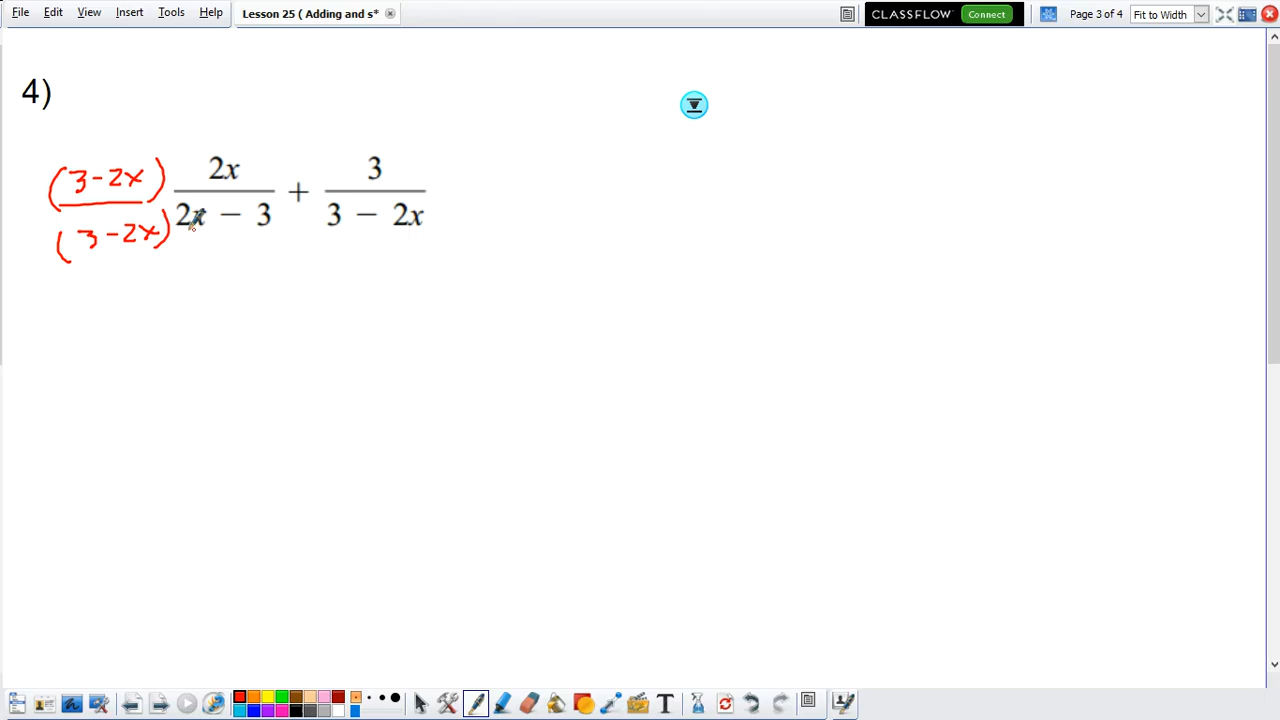 File Edit View Insert Tools Help Lesson 25 ( Adding and s* CLASSFLOW Connect Page 3 of 4 Fit to Width
4)
(3-2x) 2x + 3
(3-2x) 2x − 3 3 − 2x
T